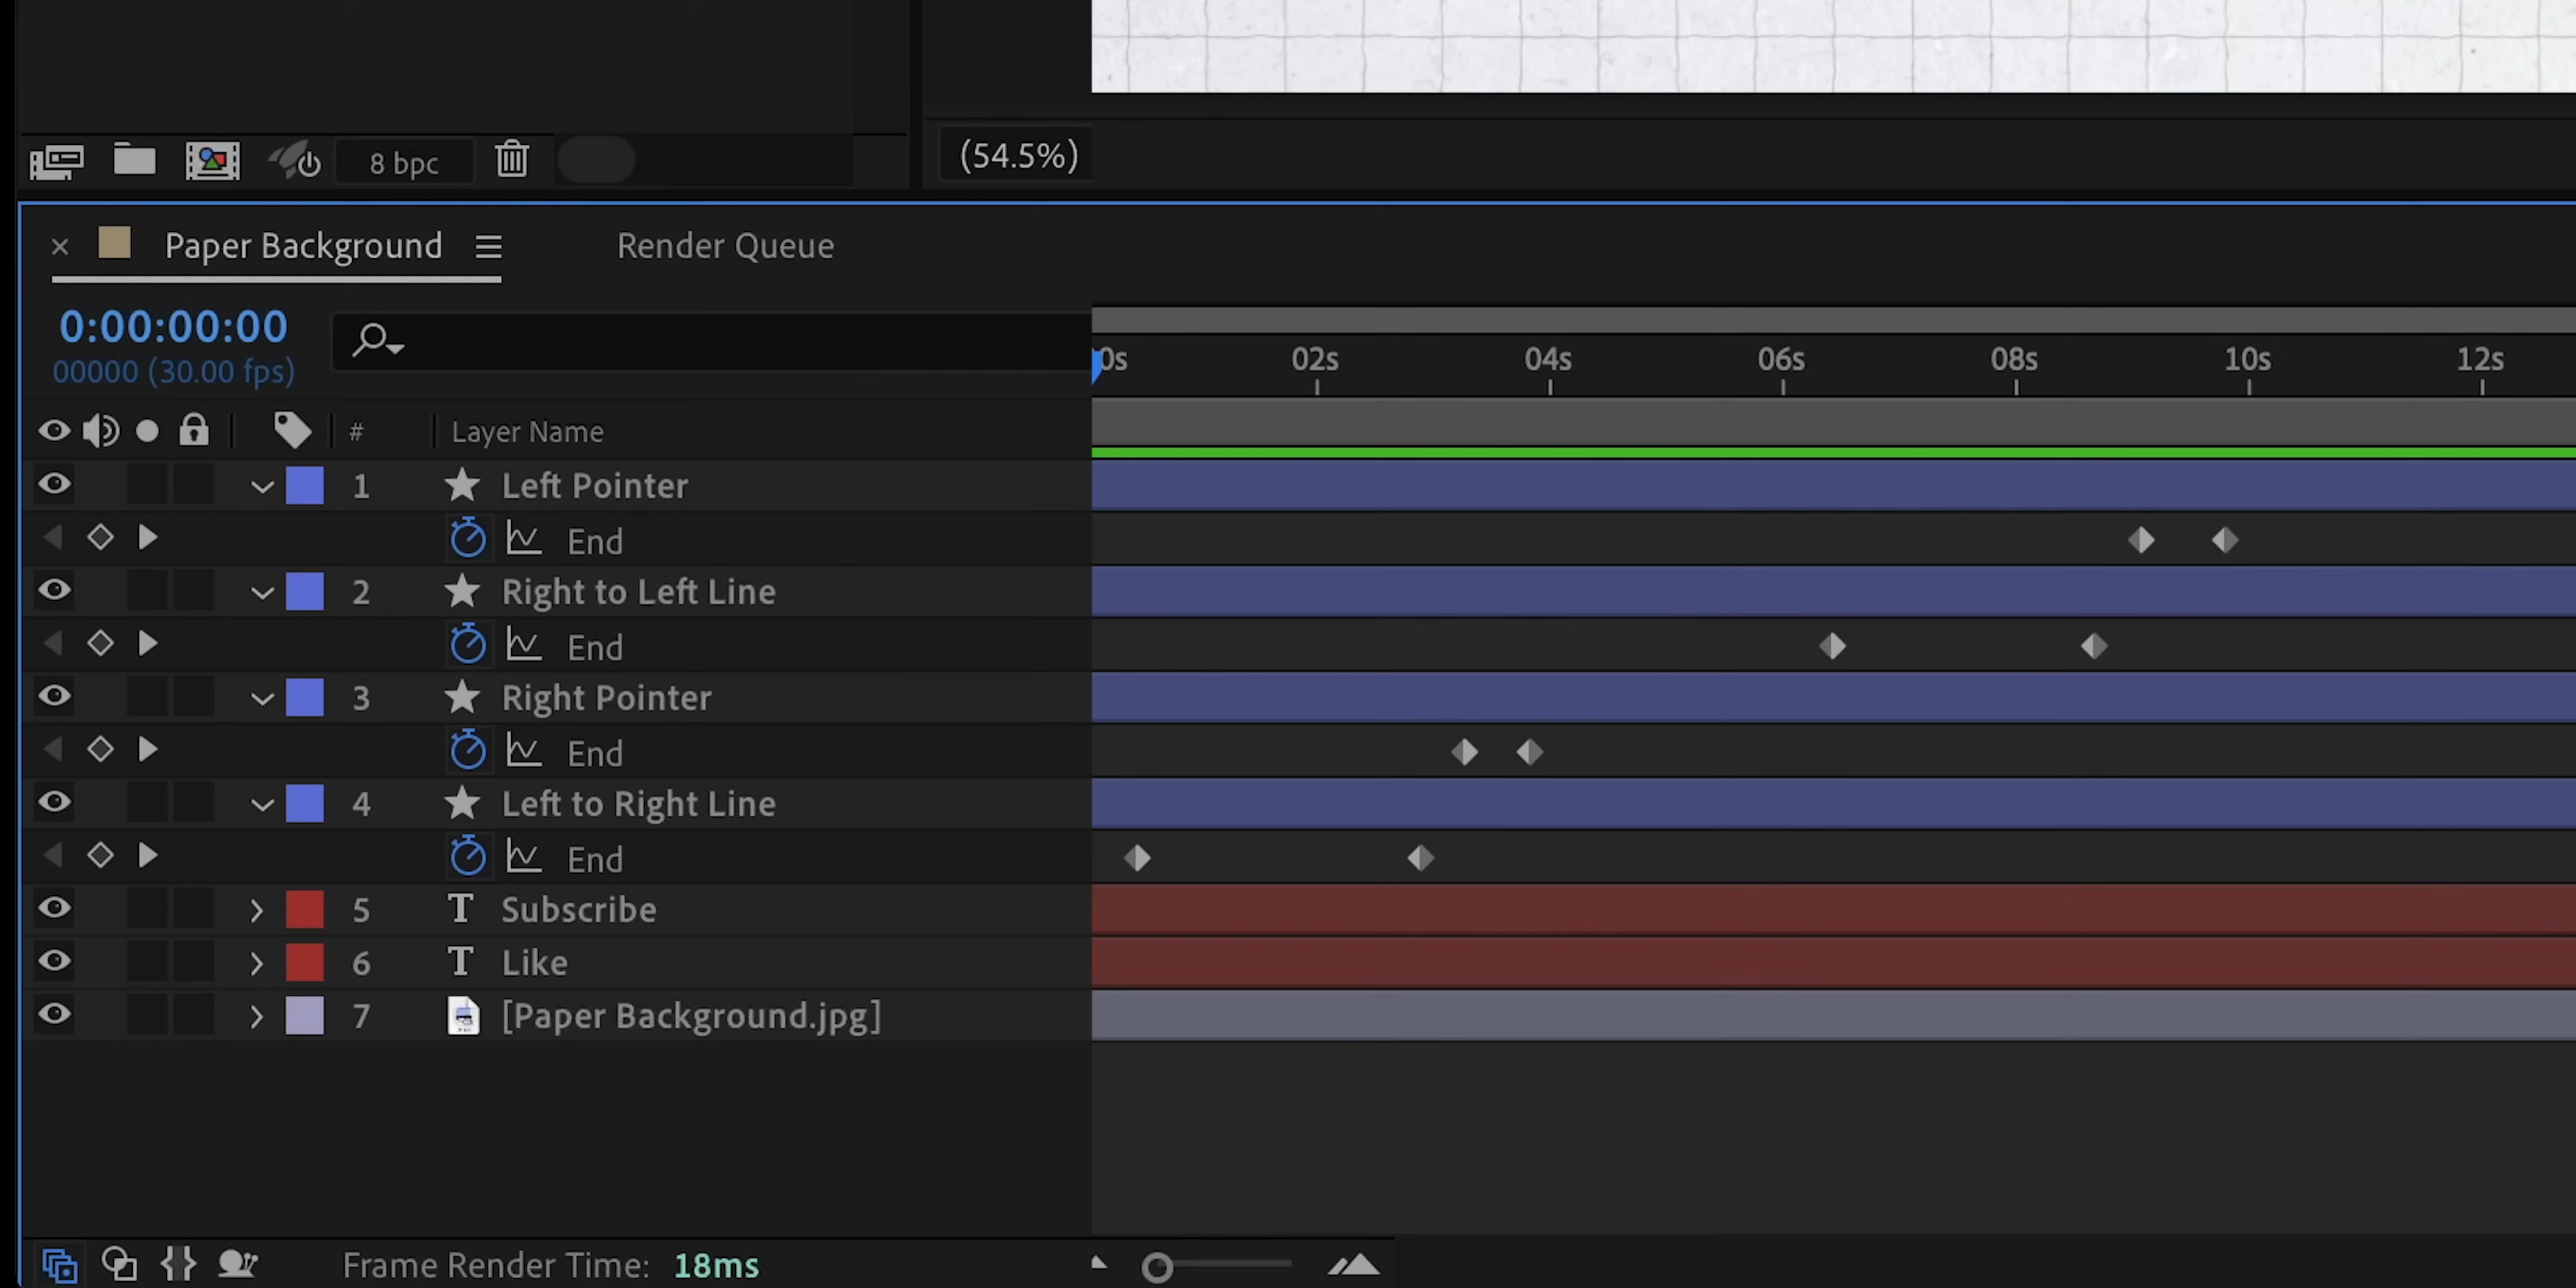 8 bpc
(54.5%)
Paper Background
Render Queue
0:00:00:00
00000 (30.00 fps)
0s 02s 04s 06s 08s 10s 12s
# Layer Name
1 Left Pointer
End
2 Right to Left Line
End
3 Right Pointer
End
4 Left to Right Line
End
5 T Subscribe
6 T Like
7 [Paper Background.jpg]
Frame Render Time: 18ms